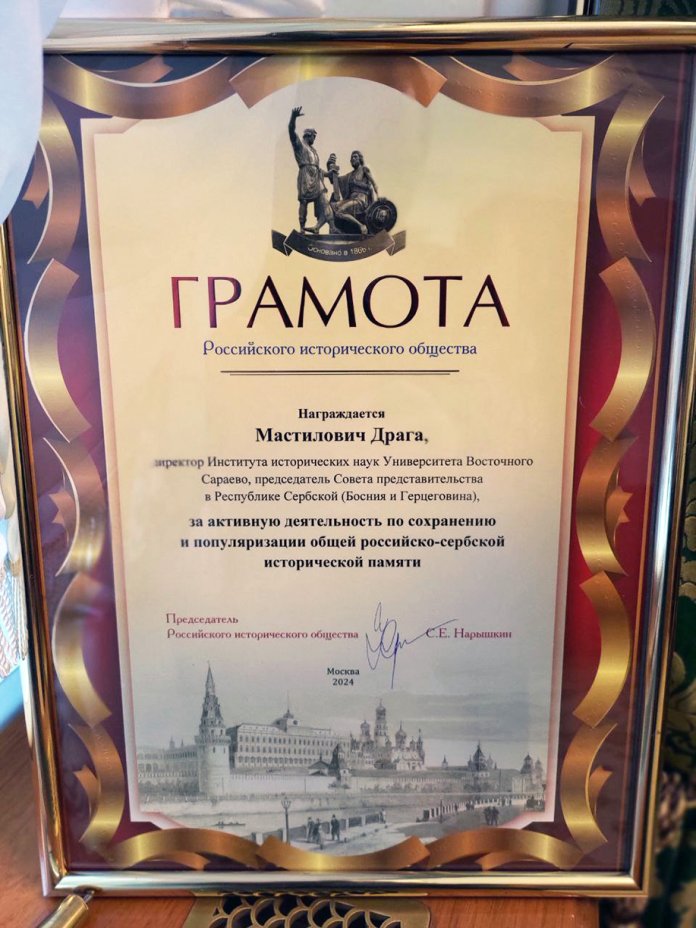 Основано в 1866 г.
ГРАМОТА
Российского исторического общества
Награждается
Мастилович Драга,
директор Института исторических наук Университета Восточного
Сараево, председатель Совета представительства
в Республике Сербской (Босния и Герцеговина),
за активную деятельность по сохранению
и популяризации общей российско-сербской
исторической памяти
Председатель
Российского исторического общества С.Е. Нарышкин
Москва
2024